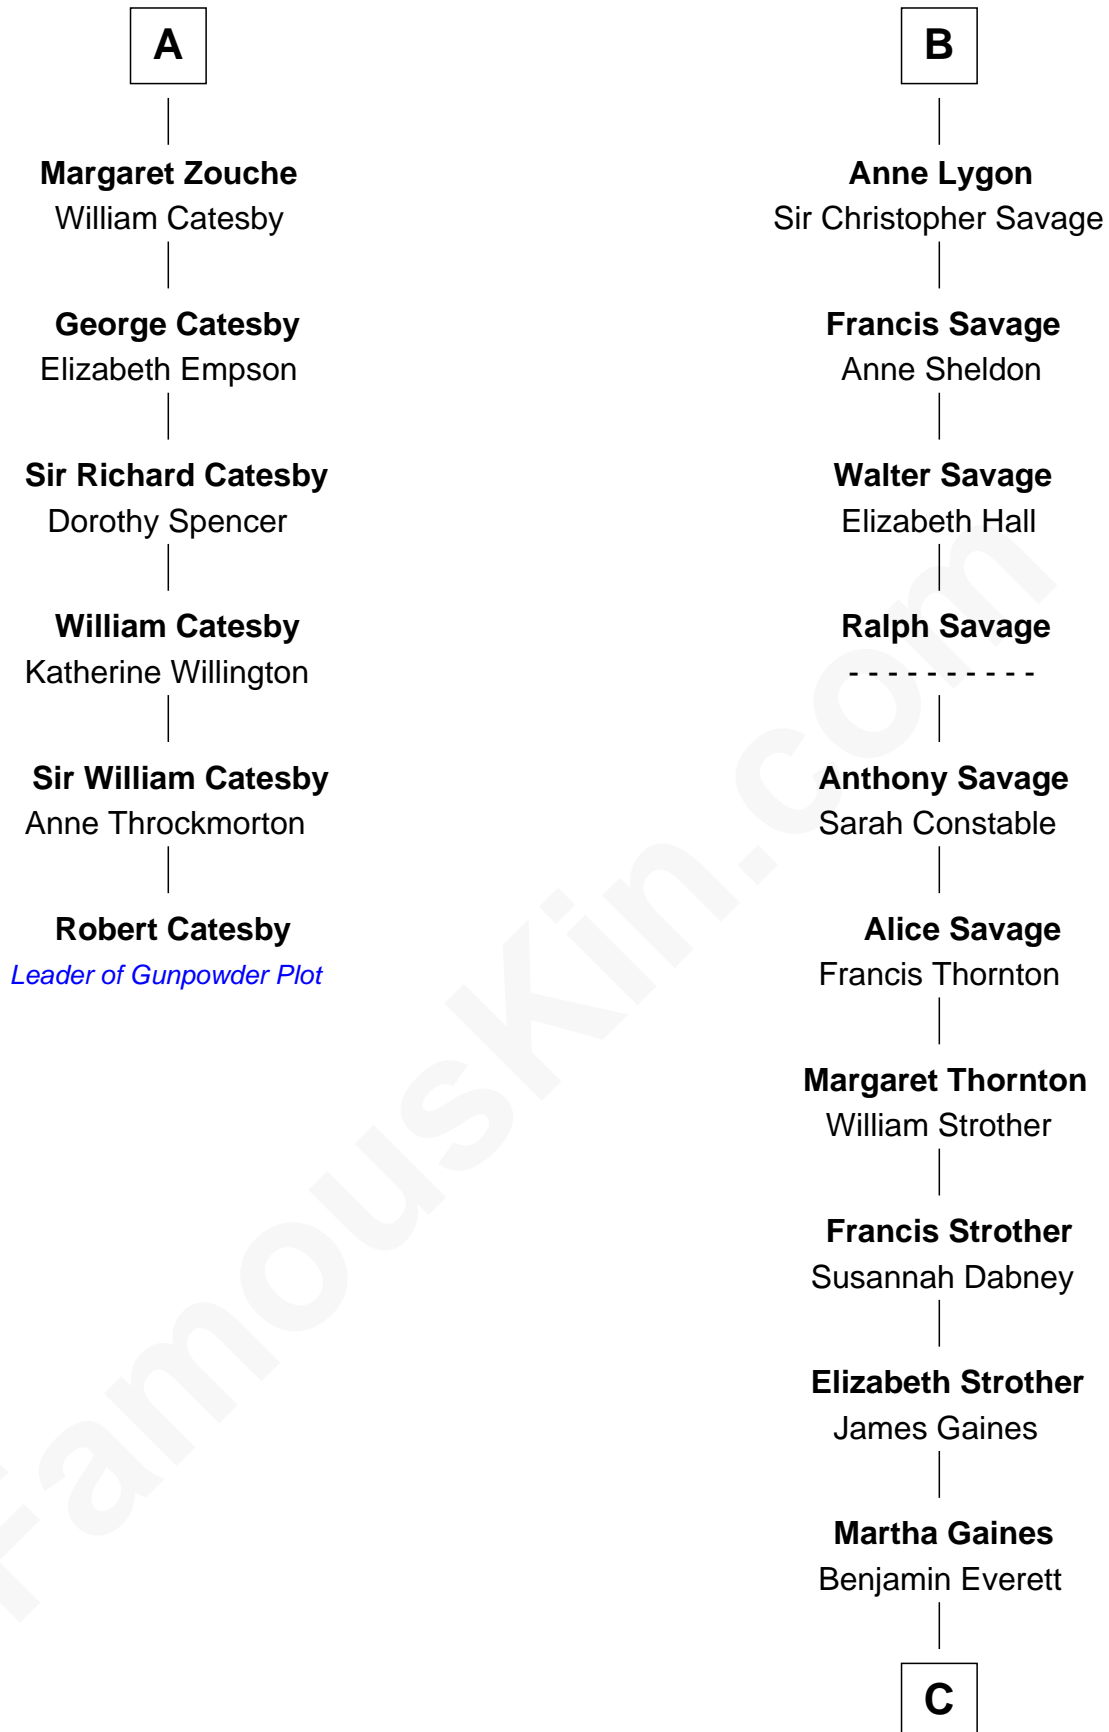 A
Margaret Zouche
William Catesby
George Catesby
Elizabeth Empson
Sir Richard Catesby
Dorothy Spencer
William Catesby
Katherine Willington
Sir William Catesby
Anne Throckmorton
Robert Catesby
Leader of Gunpowder Plot
B
Anne Lygon
Sir Christopher Savage
Francis Savage
Anne Sheldon
Walter Savage
Elizabeth Hall
Ralph Savage
- - - - - - - - - -
Anthony Savage
Sarah Constable
Alice Savage
Francis Thornton
Margaret Thornton
William Strother
Francis Strother
Susannah Dabney
Elizabeth Strother
James Gaines
Martha Gaines
Benjamin Everett
C
FamousKin.com